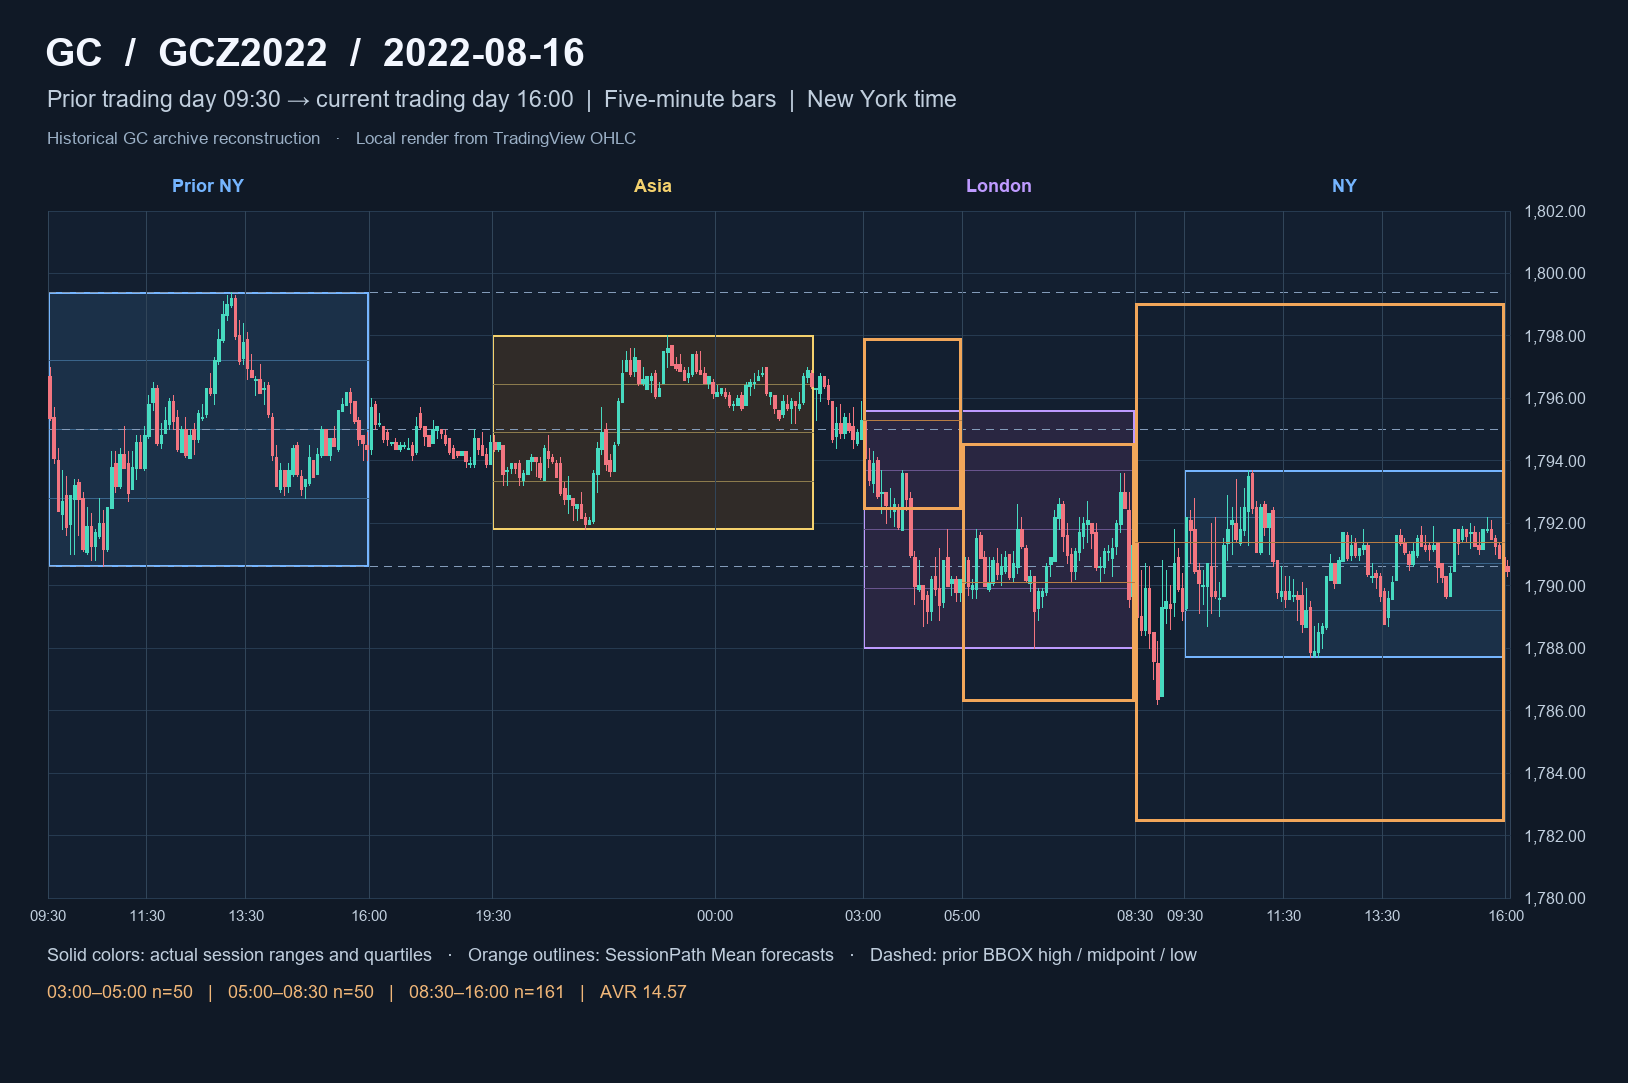 GC / GCZ2022 / 2022-08-16
Prior trading day 09:30 → current trading day 16:00 | Five-minute bars | New York time
Historical GC archive reconstruction · Local render from TradingView OHLC
Prior NY Asia London NY
1,802.00
1,800.00
1,798.00
1,796.00
1,794.00
1,792.00
1,790.00
1,788.00
1,786.00
1,784.00
1,782.00
1,780.00
09:30 11:30 13:30 16:00 19:30 00:00 03:00 05:00 08:30 09:30 11:30 13:30 16:00
Solid colors: actual session ranges and quartiles · Orange outlines: SessionPath Mean forecasts · Dashed: prior BBOX high / midpoint / low
03:00–05:00 n=50 | 05:00–08:30 n=50 | 08:30–16:00 n=161 | AVR 14.57